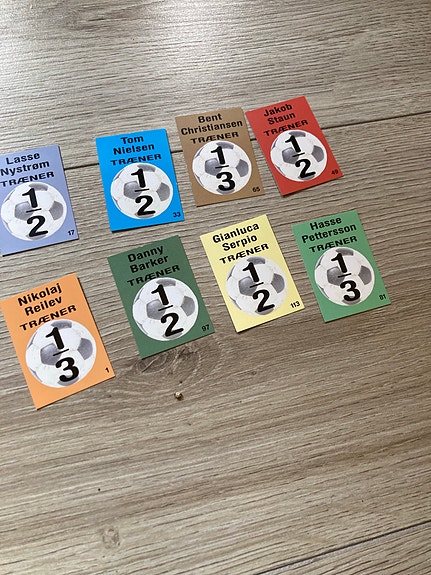 Lasse
Nystrøm
TRÆNER
1
2
17
Tom
Nielsen
TRÆNER
1
2
33
Bent
Christiansen
TRÆNER
1
3
65
Jakob
Staun
TRÆNER
1
2
49
Nikolaj
Reilev
TRÆNER
1
3
1
Danny
Barker
TRÆNER
1
2
97
Gianluca
Serpio
TRÆNER
1
2
113
Hasse
Pettersson
TRÆNER
1
3
81